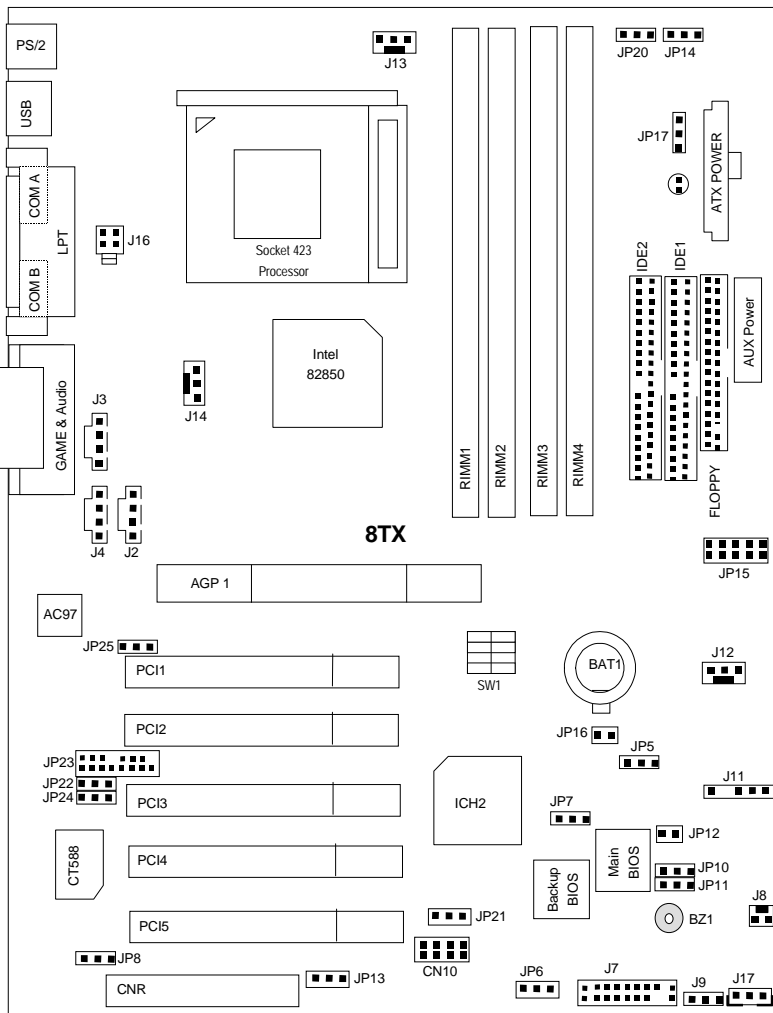 PS/2
J13
JP20
JP14
USB
JP17
ATX POWER
COM A
LPT
COM B
J16
Socket 423
Processor
IDE2
IDE1
AUX Power
Intel
82850
J14
J3
GAME & Audio
RIMM1
RIMM2
RIMM3
RIMM4
FLOPPY
J4
J2
8TX
JP15
AGP 1
AC97
JP25
PCI1
SW1
BAT1
J12
PCI2
JP16
JP5
JP23
JP22
JP24
PCI3
ICH2
J11
JP7
JP12
CT588
PCI4
Backup
BIOS
Main
BIOS
JP10
JP11
J8
PCI5
JP21
BZ1
JP8
CN10
CNR
JP13
JP6
J7
J9
J17